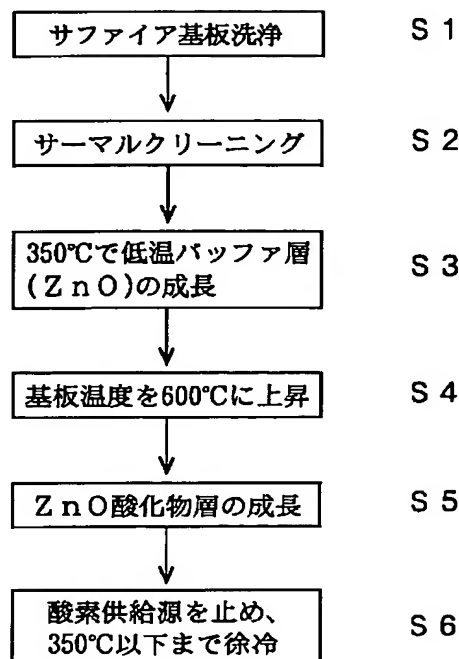 サファイア基板洗浄 S 1
サーマルクリーニング S 2
350℃で低温バッファ層
(ZnO)の成長 S 3
基板温度を600℃に上昇 S 4
ZnO酸化物層の成長 S 5
酸素供給源を止め、
350℃以下まで徐冷 S 6